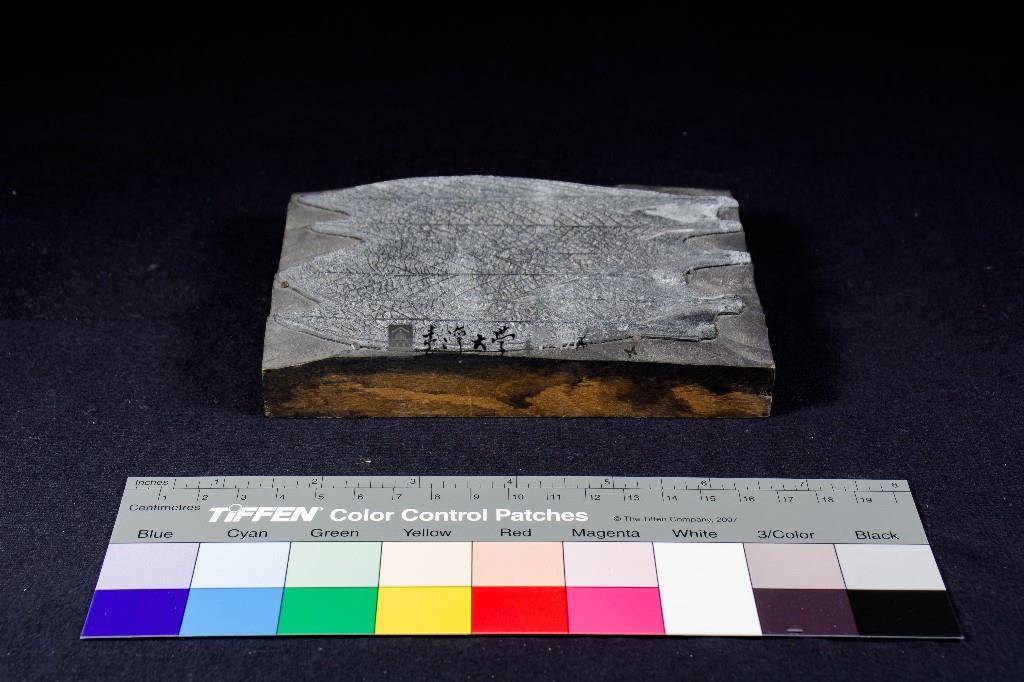 臺灣大學
Inches 1 2 3 4 5 6 7 8
1 2 3 4 5 6 7 8 9 10 11 12 13 14 15 16 17 18 19
Centimetres TIFFEN® Color Control Patches © The Tiffen Company, 2007
Blue Cyan Green Yellow Red Magenta White 3/Color Black